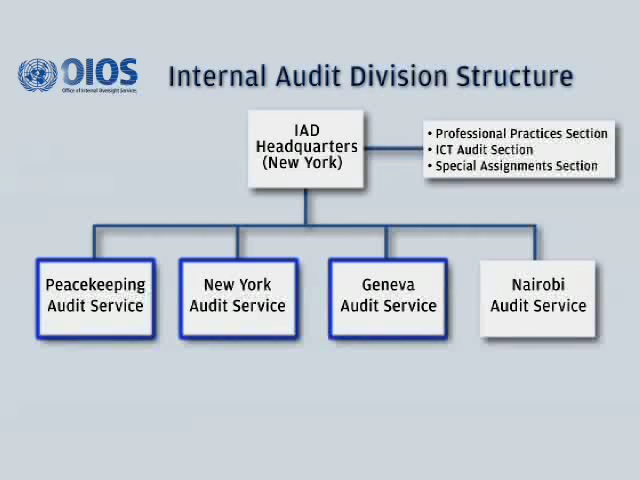 OIOS
Office of Internal Oversight Services
Internal Audit Division Structure
IAD
Headquarters
(New York)
• Professional Practices Section
• ICT Audit Section
• Special Assignments Section
Peacekeeping
Audit Service
New York
Audit Service
Geneva
Audit Service
Nairobi
Audit Service